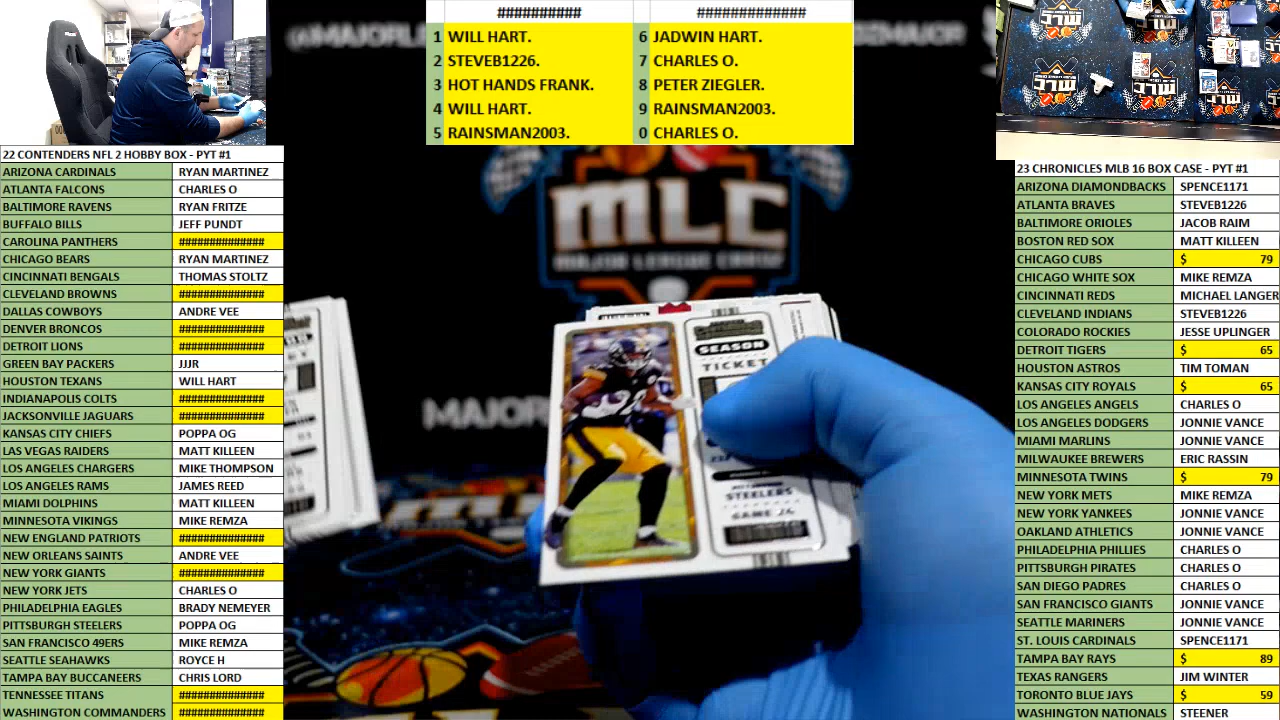 ########## #############
1 WILL HART. 6 JADWIN HART.
2 STEVEB1226. 7 CHARLES O.
3 HOT HANDS FRANK. 8 PETER ZIEGLER.
4 WILL HART. 9 RAINSMAN2003.
5 RAINSMAN2003. 0 CHARLES O.
22 CONTENDERS NFL 2 HOBBY BOX - PYT #1
ARIZONA CARDINALS RYAN MARTINEZ
ATLANTA FALCONS CHARLES O
BALTIMORE RAVENS RYAN FRITZE
BUFFALO BILLS JEFF PUNDT
CAROLINA PANTHERS ##############
CHICAGO BEARS RYAN MARTINEZ
CINCINNATI BENGALS THOMAS STOLTZ
CLEVELAND BROWNS ##############
DALLAS COWBOYS ANDRE VEE
DENVER BRONCOS ##############
DETROIT LIONS ##############
GREEN BAY PACKERS JJJR
HOUSTON TEXANS WILL HART
INDIANAPOLIS COLTS ##############
JACKSONVILLE JAGUARS ##############
KANSAS CITY CHIEFS POPPA OG
LAS VEGAS RAIDERS MATT KILLEEN
LOS ANGELES CHARGERS MIKE THOMPSON
LOS ANGELES RAMS JAMES REED
MIAMI DOLPHINS MATT KILLEEN
MINNESOTA VIKINGS MIKE REMZA
NEW ENGLAND PATRIOTS ##############
NEW ORLEANS SAINTS ANDRE VEE
NEW YORK GIANTS ##############
NEW YORK JETS CHARLES O
PHILADELPHIA EAGLES BRADY NEMEYER
PITTSBURGH STEELERS POPPA OG
SAN FRANCISCO 49ERS MIKE REMZA
SEATTLE SEAHAWKS ROYCE H
TAMPA BAY BUCCANEERS CHRIS LORD
TENNESSEE TITANS ##############
WASHINGTON COMMANDERS ##############
MLC
MAJOR LEAGUE
SEASON
TICKET
STEELERS
GAME 24
23 CHRONICLES MLB 16 BOX CASE - PYT #1
ARIZONA DIAMONDBACKS SPENCE1171
ATLANTA BRAVES STEVEB1226
BALTIMORE ORIOLES JACOB RAIM
BOSTON RED SOX MATT KILLEEN
CHICAGO CUBS $ 79
CHICAGO WHITE SOX MIKE REMZA
CINCINNATI REDS MICHAEL LANGER
CLEVELAND INDIANS STEVEB1226
COLORADO ROCKIES JESSE UPLINGER
DETROIT TIGERS $ 65
HOUSTON ASTROS TIM TOMAN
KANSAS CITY ROYALS $ 65
LOS ANGELES ANGELS CHARLES O
LOS ANGELES DODGERS JONNIE VANCE
MIAMI MARLINS JONNIE VANCE
MILWAUKEE BREWERS ERIC RASSIN
MINNESOTA TWINS $ 79
NEW YORK METS MIKE REMZA
NEW YORK YANKEES JONNIE VANCE
OAKLAND ATHLETICS JONNIE VANCE
PHILADELPHIA PHILLIES CHARLES O
PITTSBURGH PIRATES CHARLES O
SAN DIEGO PADRES CHARLES O
SAN FRANCISCO GIANTS JONNIE VANCE
SEATTLE MARINERS JONNIE VANCE
ST. LOUIS CARDINALS SPENCE1171
TAMPA BAY RAYS $ 89
TEXAS RANGERS JIM WINTER
TORONTO BLUE JAYS $ 59
WASHINGTON NATIONALS STEENER